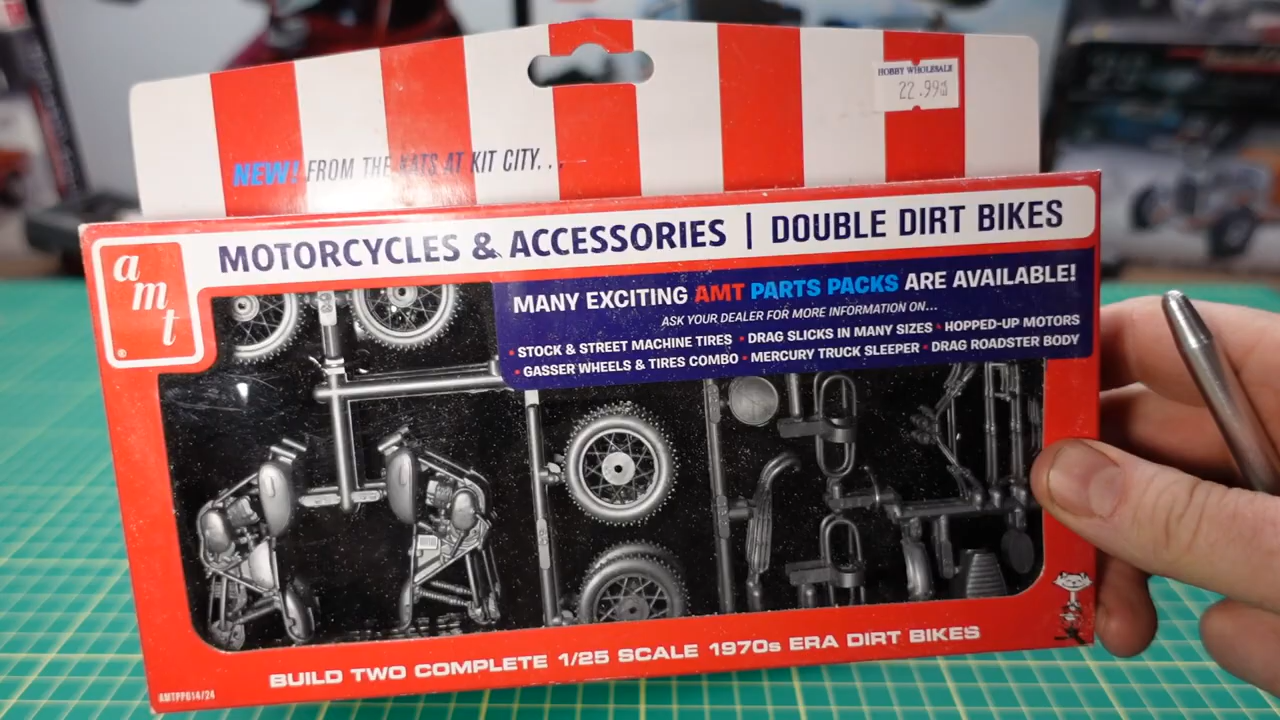 HOBBY WHOLESALE
22.99
NEW! FROM THE KATS AT KIT CITY...
amt
MOTORCYCLES & ACCESSORIES | DOUBLE DIRT BIKES
MANY EXCITING AMT PARTS PACKS ARE AVAILABLE!
ASK YOUR DEALER FOR MORE INFORMATION ON...
• STOCK & STREET MACHINE TIRES • DRAG SLICKS IN MANY SIZES • HOPPED-UP MOTORS
• GASSER WHEELS & TIRES COMBO • MERCURY TRUCK SLEEPER • DRAG ROADSTER BODY
BUILD TWO COMPLETE 1/25 SCALE 1970s ERA DIRT BIKES
AMTPP614/24